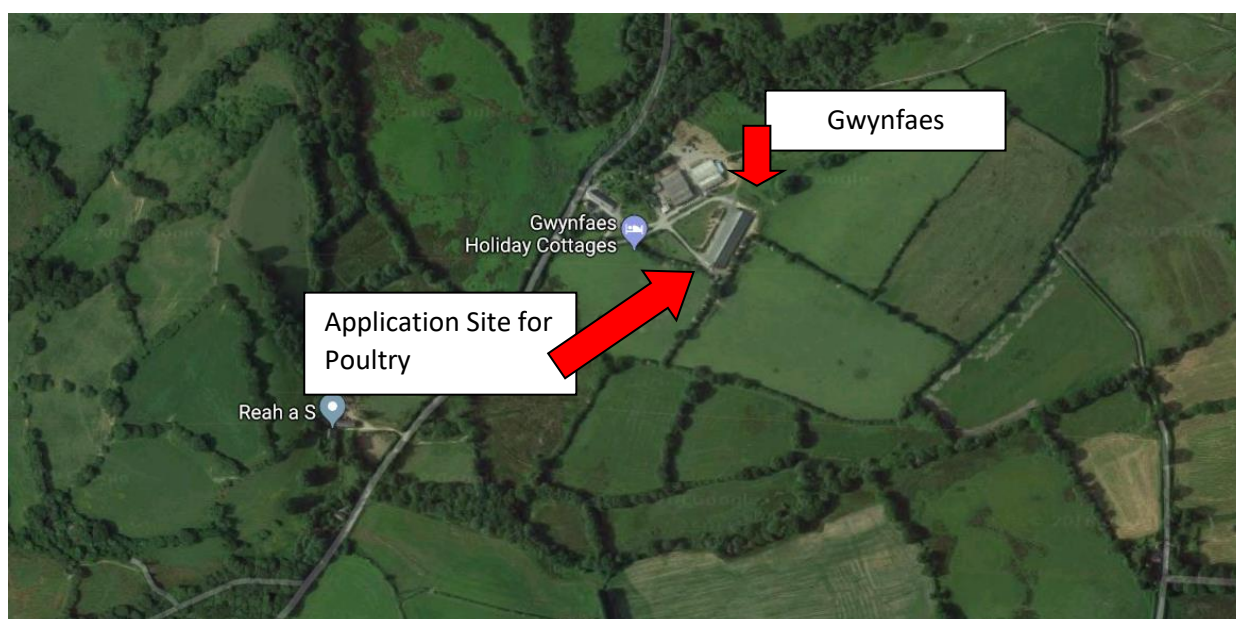 Gwynfaes
Gwynfaes
Holiday Cottages
Application Site for
Poultry
Reah a S